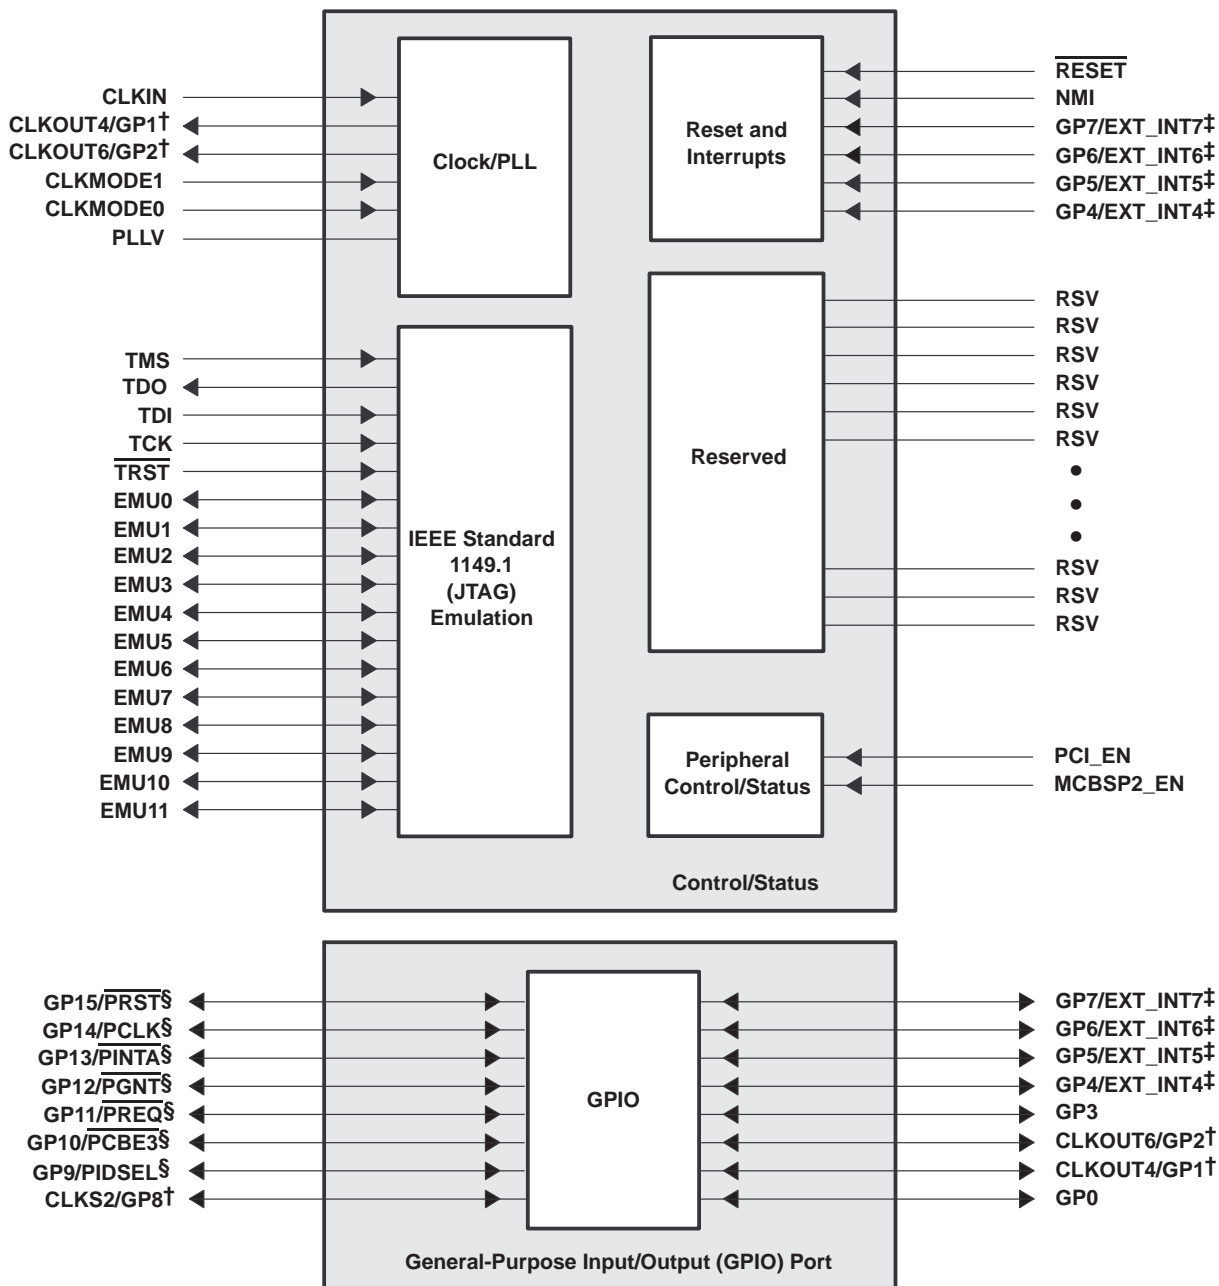 CLKIN
CLKOUT4/GP1†
CLKOUT6/GP2†
CLKMODE1
CLKMODE0
PLLV
Clock/PLL
Reset and
Interrupts
RESET
NMI
GP7/EXT_INT7‡
GP6/EXT_INT6‡
GP5/EXT_INT5‡
GP4/EXT_INT4‡
TMS
TDO
TDI
TCK
TRST
EMU0
EMU1
EMU2
EMU3
EMU4
EMU5
EMU6
EMU7
EMU8
EMU9
EMU10
EMU11
IEEE Standard
1149.1
(JTAG)
Emulation
Reserved
RSV
RSV
RSV
RSV
RSV
RSV
RSV
RSV
RSV
Peripheral
Control/Status
PCI_EN
MCBSP2_EN
Control/Status
GP15/PRST§
GP14/PCLK§
GP13/PINTA§
GP12/PGNT§
GP11/PREQ§
GP10/PCBE3§
GP9/PIDSEL§
CLKS2/GP8†
GPIO
GP7/EXT_INT7‡
GP6/EXT_INT6‡
GP5/EXT_INT5‡
GP4/EXT_INT4‡
GP3
CLKOUT6/GP2†
CLKOUT4/GP1†
GP0
General-Purpose Input/Output (GPIO) Port